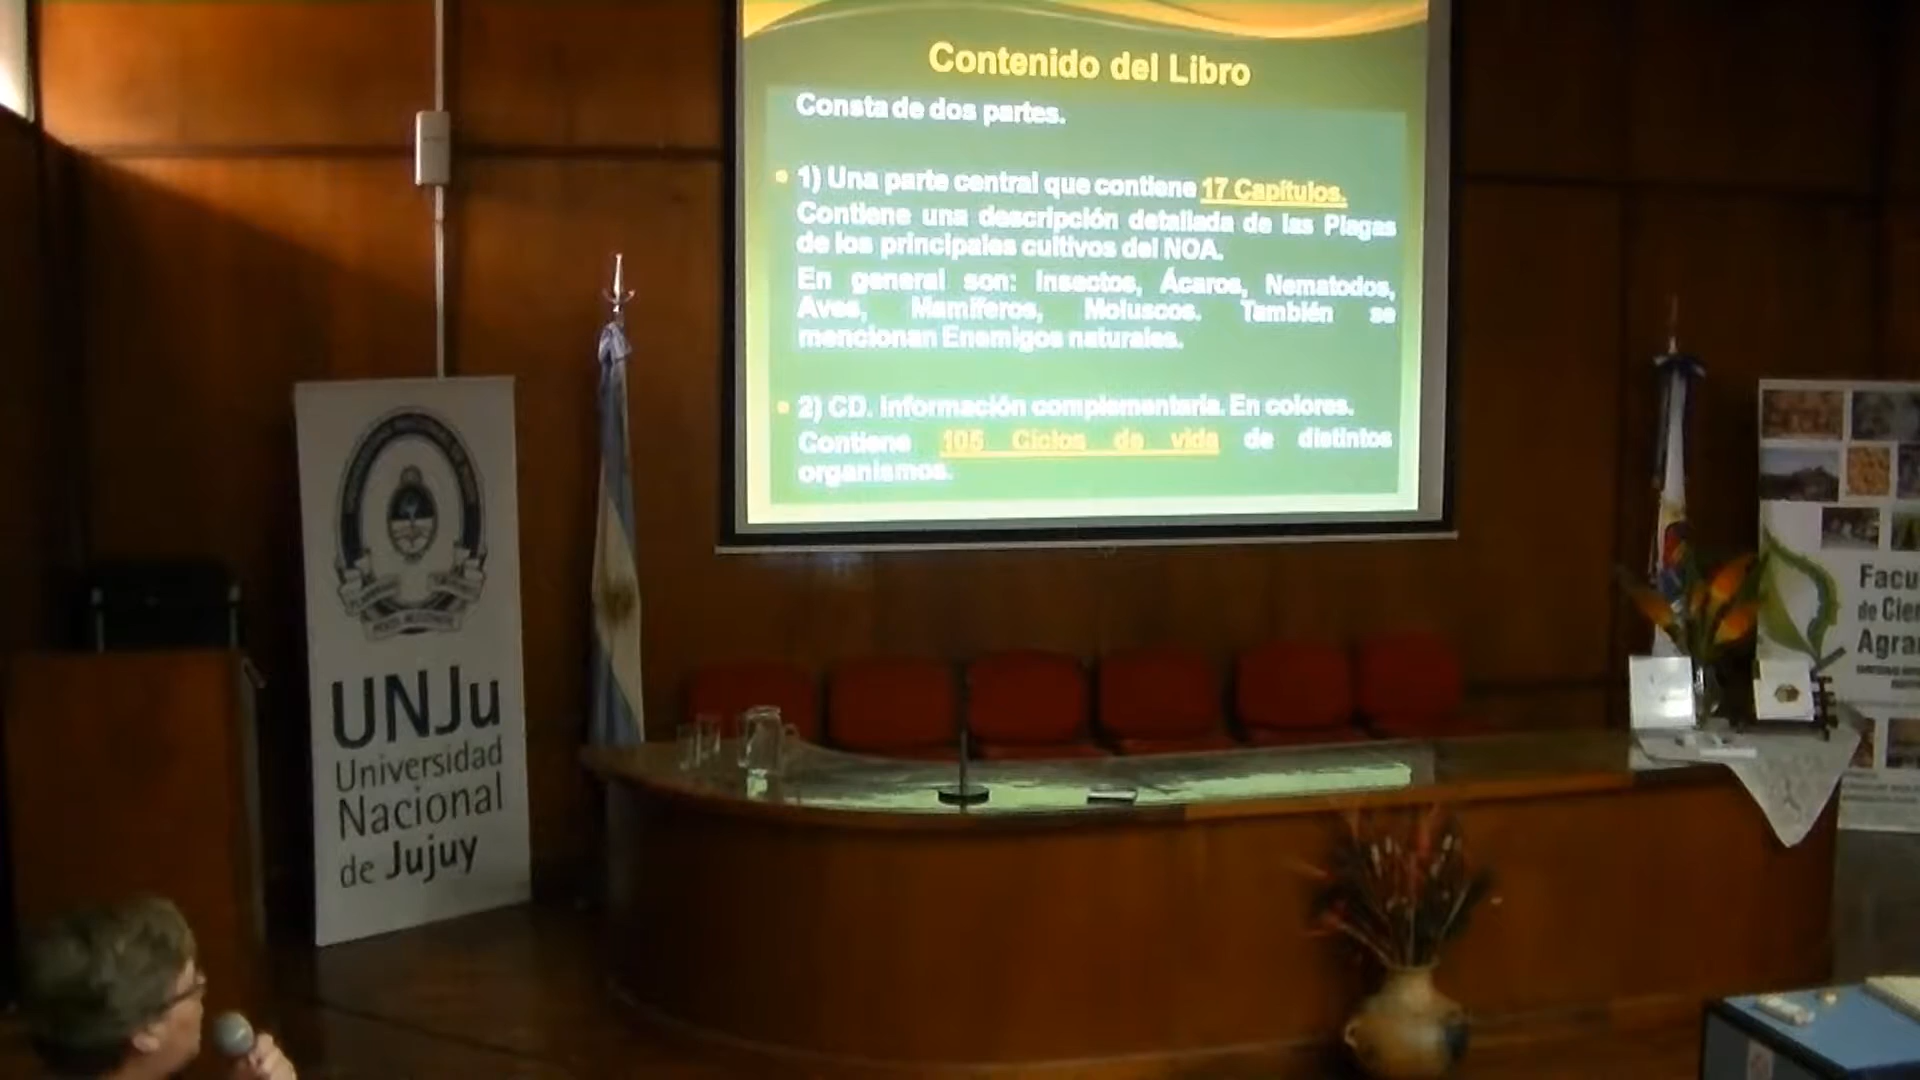 Contenido del Libro
Consta de dos partes.
1) Una parte central que contiene 17 Capítulos.
Contiene una descripción detallada de las Plagas
de los principales cultivos del NOA.
En general son: Insectos, Ácaros, Nematodos,
Aves, Mamíferos, Moluscos. También se
mencionan Enemigos naturales.
2) CD. Información complementaria. En colores.
Contiene 105 Ciclos de vida de distintos
organismos.
UNJu
Universidad
Nacional
de Jujuy
Facu
de Cien
Agra